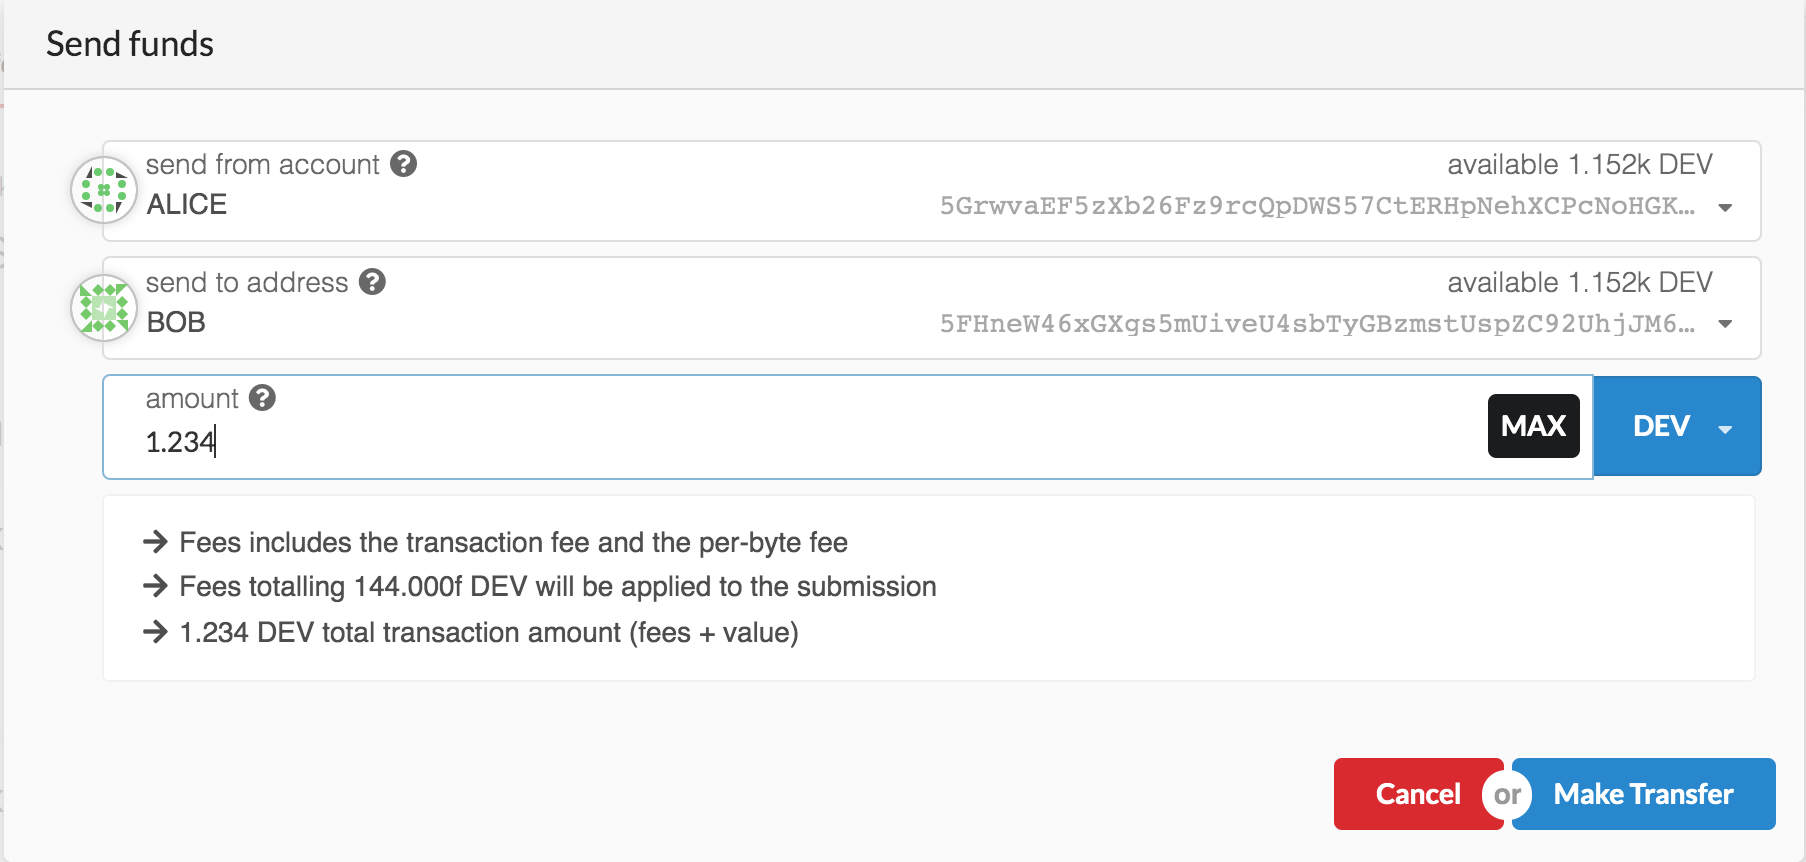 Send funds
send from account ?
available 1.152k DEV
ALICE
5GrwvaEF5zXb26Fz9rcQpDWS57CtERHpNehXCPcNoHGK…
send to address ?
available 1.152k DEV
BOB
5FHneW46xGXgs5mUiveU4sbTyGBzmstUspZC92UhjJM6…
amount ?
1.234
MAX
DEV
→ Fees includes the transaction fee and the per-byte fee
→ Fees totalling 144.000f DEV will be applied to the submission
→ 1.234 DEV total transaction amount (fees + value)
Cancel or Make Transfer